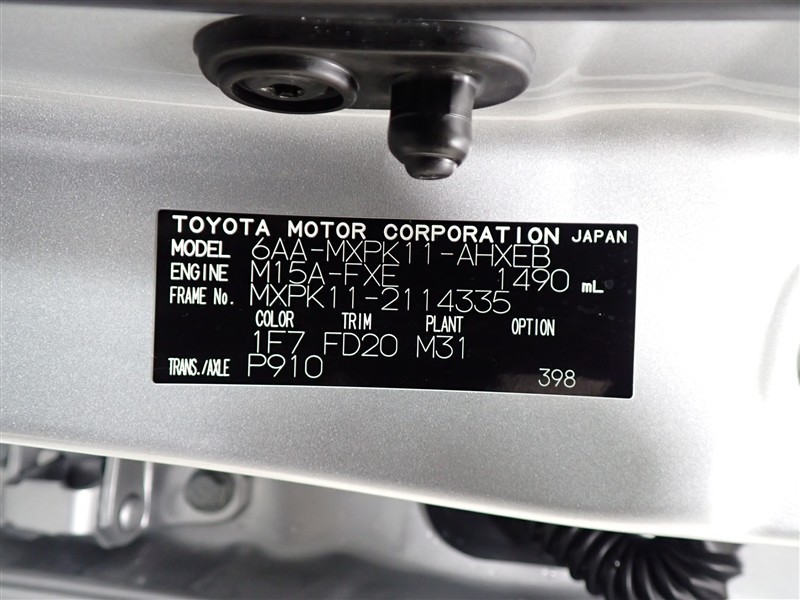 TOYOTA MOTOR CORPORATION JAPAN
MODEL 6AA-MXPK11-AHXEB
ENGINE M15A-FXE 1490 mL
FRAME No. MXPK11-2114335
COLOR TRIM PLANT OPTION
1F7 FD20 M31
TRANS./AXLE P910
398